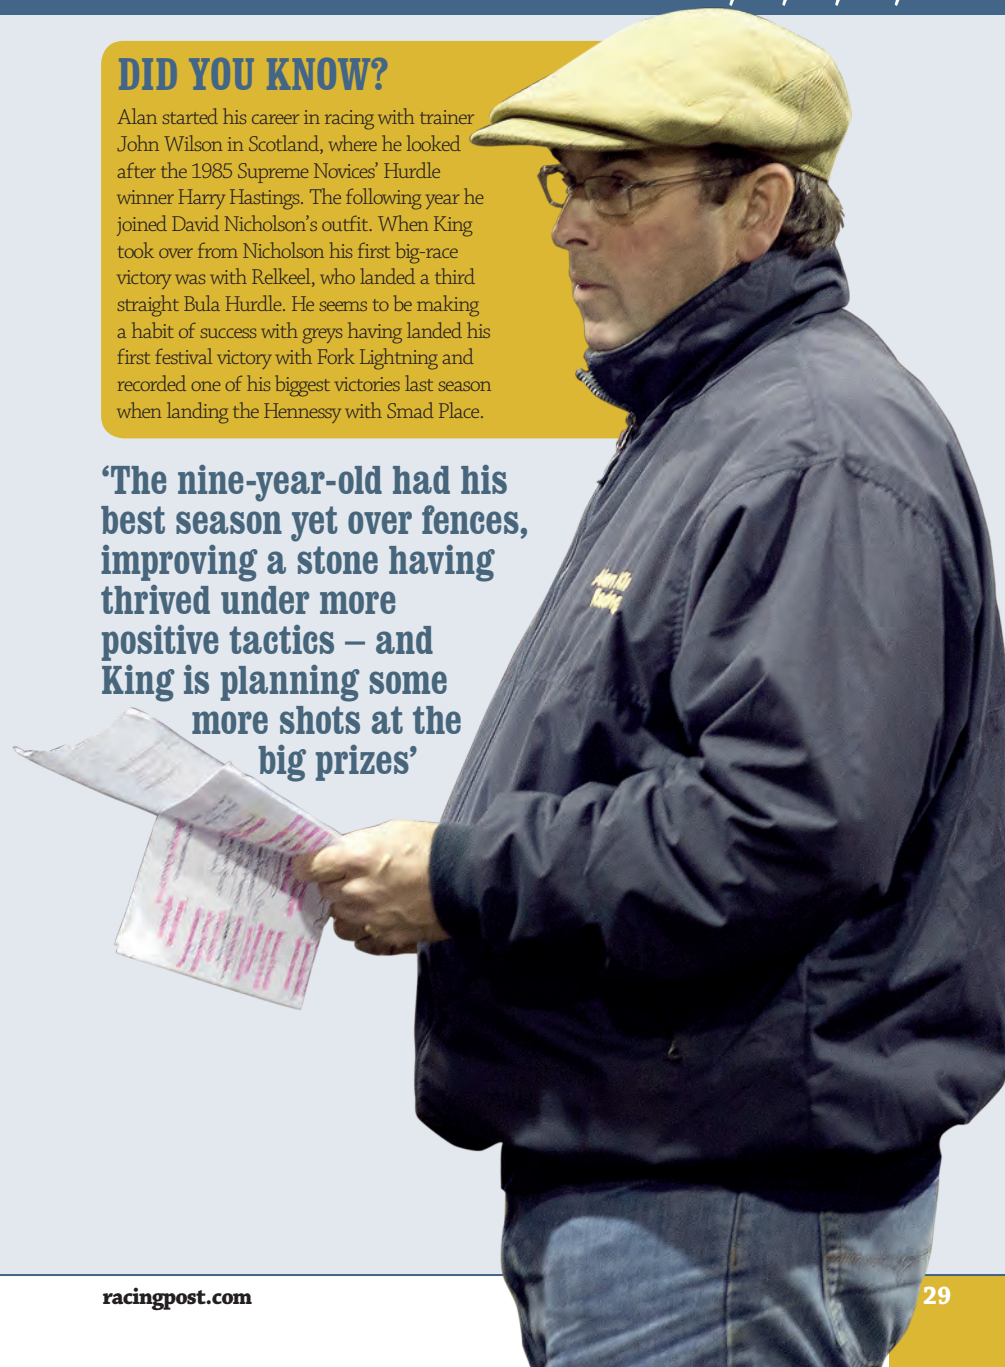 DID YOU KNOW?
Alan started his career in racing with trainer
John Wilson in Scotland, where he looked
after the 1985 Supreme Novices’ Hurdle
winner Harry Hastings. The following year he
joined David Nicholson’s outfit. When King
took over from Nicholson his first big-race
victory was with Relkeel, who landed a third
straight Bula Hurdle. He seems to be making
a habit of success with greys having landed his
first festival victory with Fork Lightning and
recorded one of his biggest victories last season
when landing the Hennessy with Smad Place.
‘The nine-year-old had his
best season yet over fences,
improving a stone having
thrived under more
positive tactics – and
King is planning some
more shots at the
big prizes’
racingpost.com
29